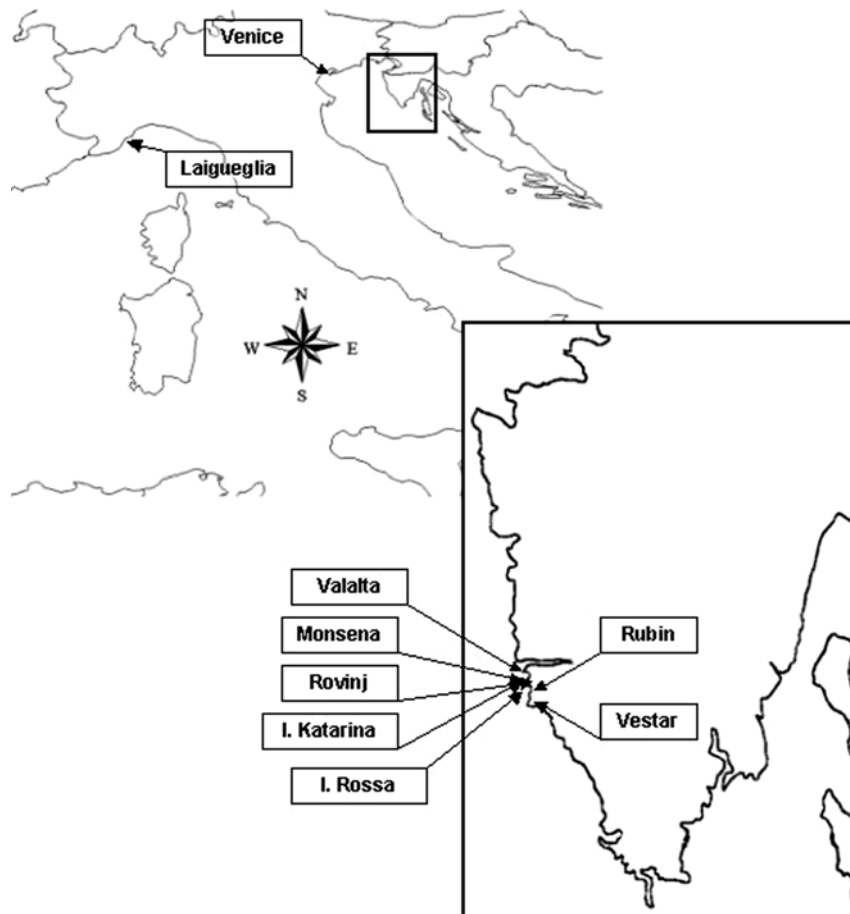 Venice
Laigueglia
N
W E
S
Valalta
Monsena
Rubin
Rovinj
I. Katarina
Vestar
I. Rossa